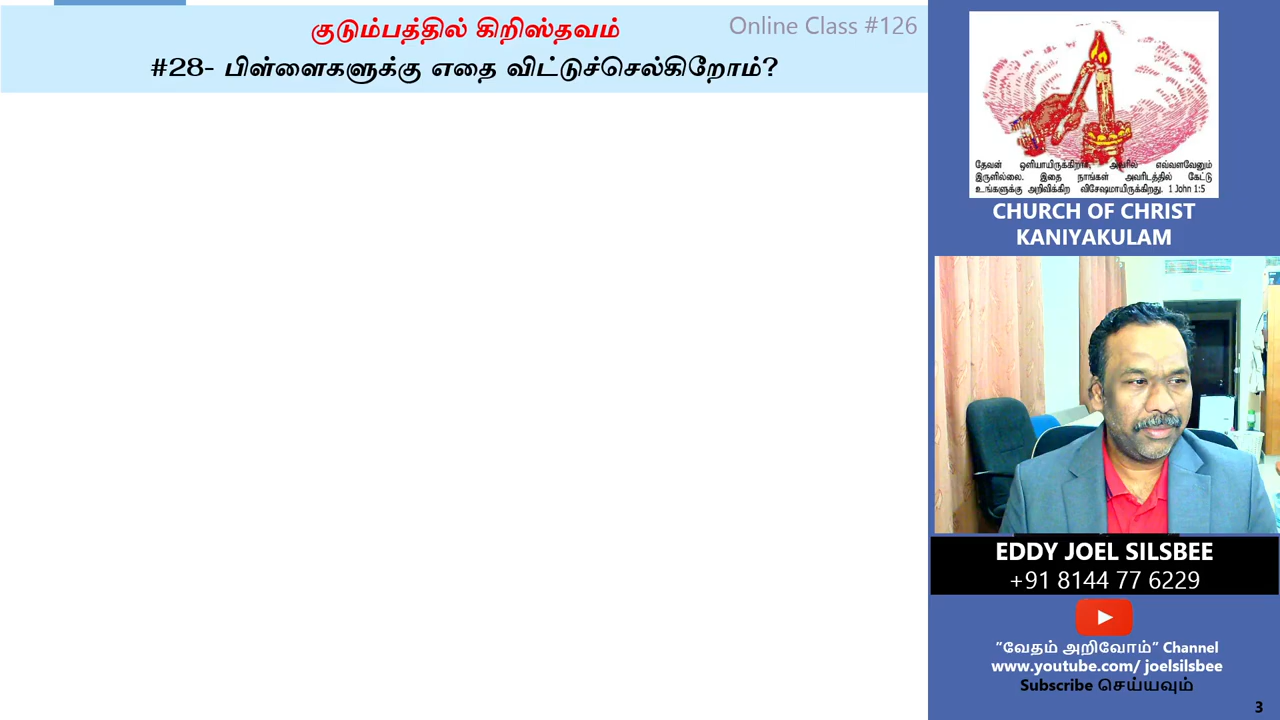 குடும்பத்தில் கிறிஸ்தவம்
Online Class #126
#28- பிள்ளைகளுக்கு எதை விட்டுச்செல்கிறோம்?
தேவன் ஒளியாயிருக்கிறார், அவரில் எவ்வளவேனும்
இருளில்லை. இதை நாங்கள் அவரிடத்தில் கேட்டு
உங்களுக்கு அறிவிக்கிற விசேஷமாயிருக்கிறது. 1 John 1:5
CHURCH OF CHRIST
KANIYAKULAM
EDDY JOEL SILSBEE
+91 8144 77 6229
"வேதம் அறிவோம்" Channel
www.youtube.com/ joelsilsbee
Subscribe செய்யவும்
3